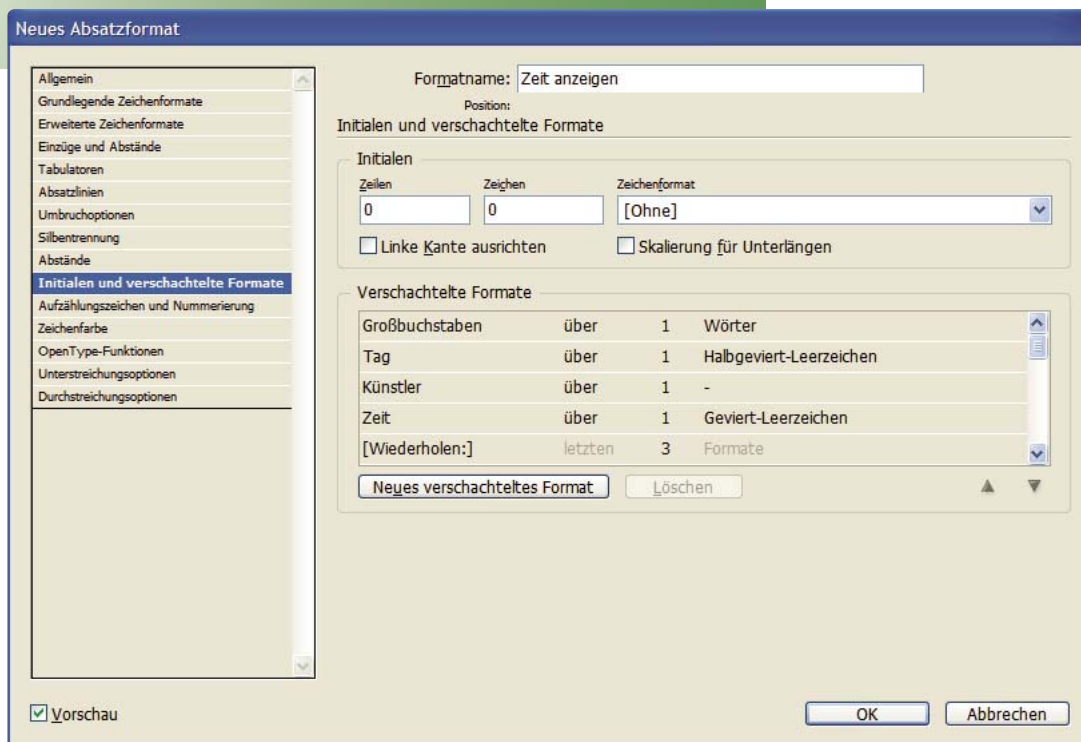 Neues Absatzformat
Allgemein
Grundlegende Zeichenformate
Erweiterte Zeichenformate
Einzüge und Abstände
Tabulatoren
Absatzlinien
Umbruchoptionen
Silbentrennung
Abstände
Initialen und verschachtelte Formate
Aufzählungszeichen und Nummerierung
Zeichenfarbe
OpenType-Funktionen
Unterstreichungsoptionen
Durchstreichungsoptionen
Formatname: Zeit anzeigen
Position:
Initialen und verschachtelte Formate
Initialen
Zeilen Zeichen Zeichenformat
0 0 [Ohne]
Linke Kante ausrichten Skalierung für Unterlängen
Verschachtelte Formate
Großbuchstaben über 1 Wörter
Tag über 1 Halbgeviert-Leerzeichen
Künstler über 1 -
Zeit über 1 Geviert-Leerzeichen
[Wiederholen:] letzten 3 Formate
Neues verschachteltes Format Löschen
Vorschau OK Abbrechen